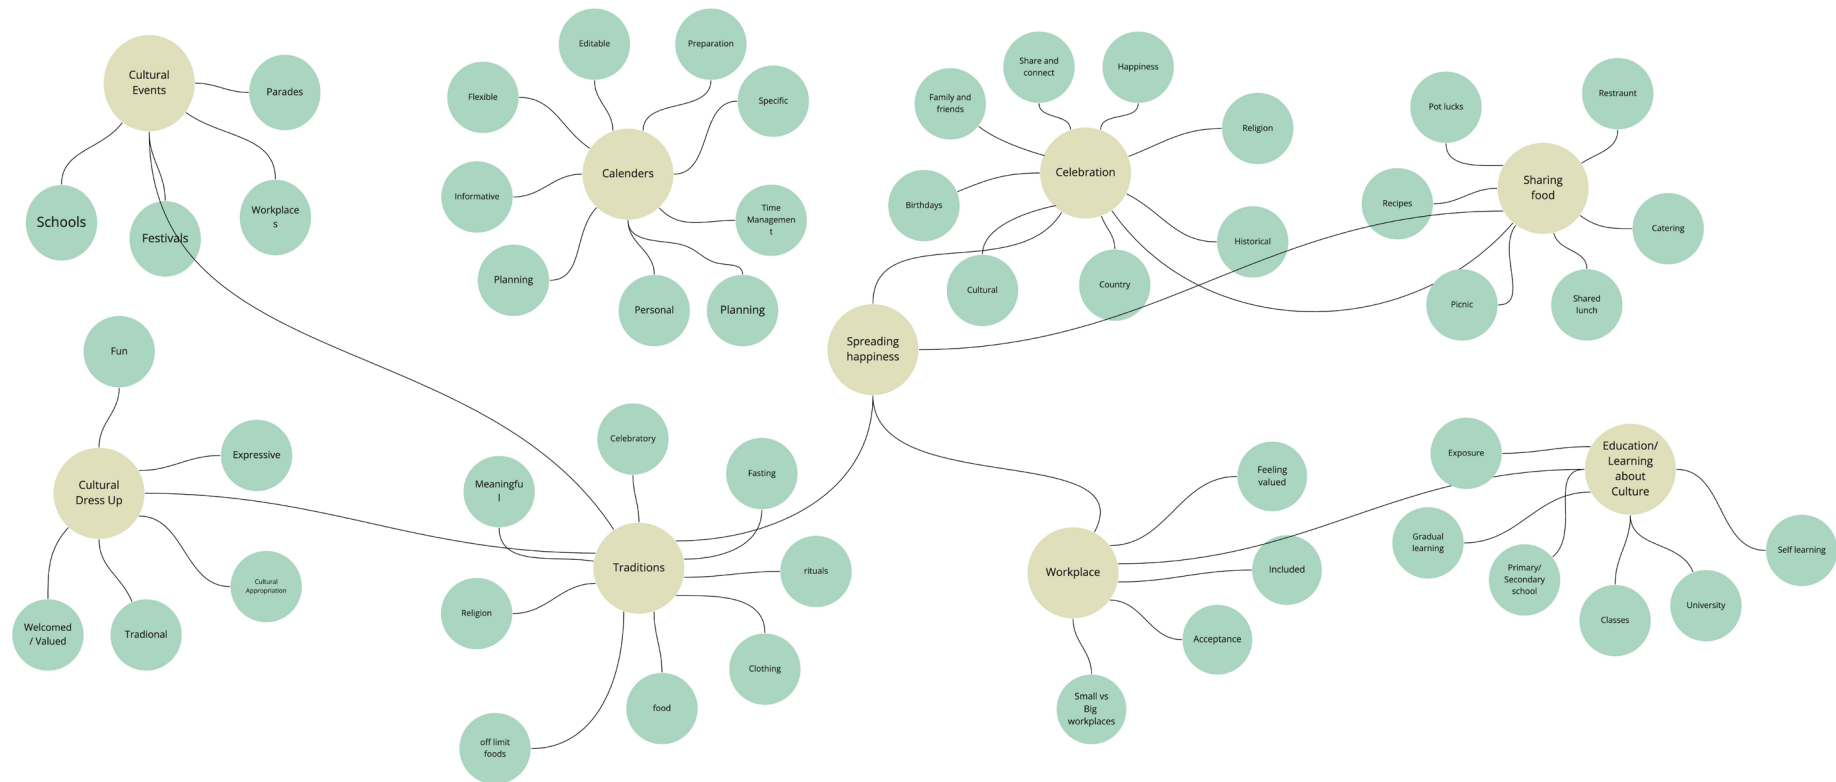 Cultural
Events
Parades
Schools
Festivals
Workplace
s
Editable
Preparation
Flexible
Specific
Calenders
Informative
Time
Managemen
t
Planning
Personal
Planning
Share and
connect
Happiness
Family and
friends
Religion
Celebration
Birthdays
Historical
Cultural
Country
Pot lucks
Restraunt
Sharing
food
Recipes
Catering
Picnic
Shared
lunch
Spreading
happiness
Fun
Expressive
Cultural
Dress Up
Cultural
Appropriation
Welcomed
/ Valued
Tradional
Celebratory
Meaningfu
l
Fasting
Traditions
rituals
Religion
Clothing
food
off limit
foods
Feeling
valued
Workplace
Included
Acceptance
Small vs
Big
workplaces
Exposure
Education/
Learning
about
Culture
Gradual
learning
Primary/
Secondary
school
Classes
University
Self learning